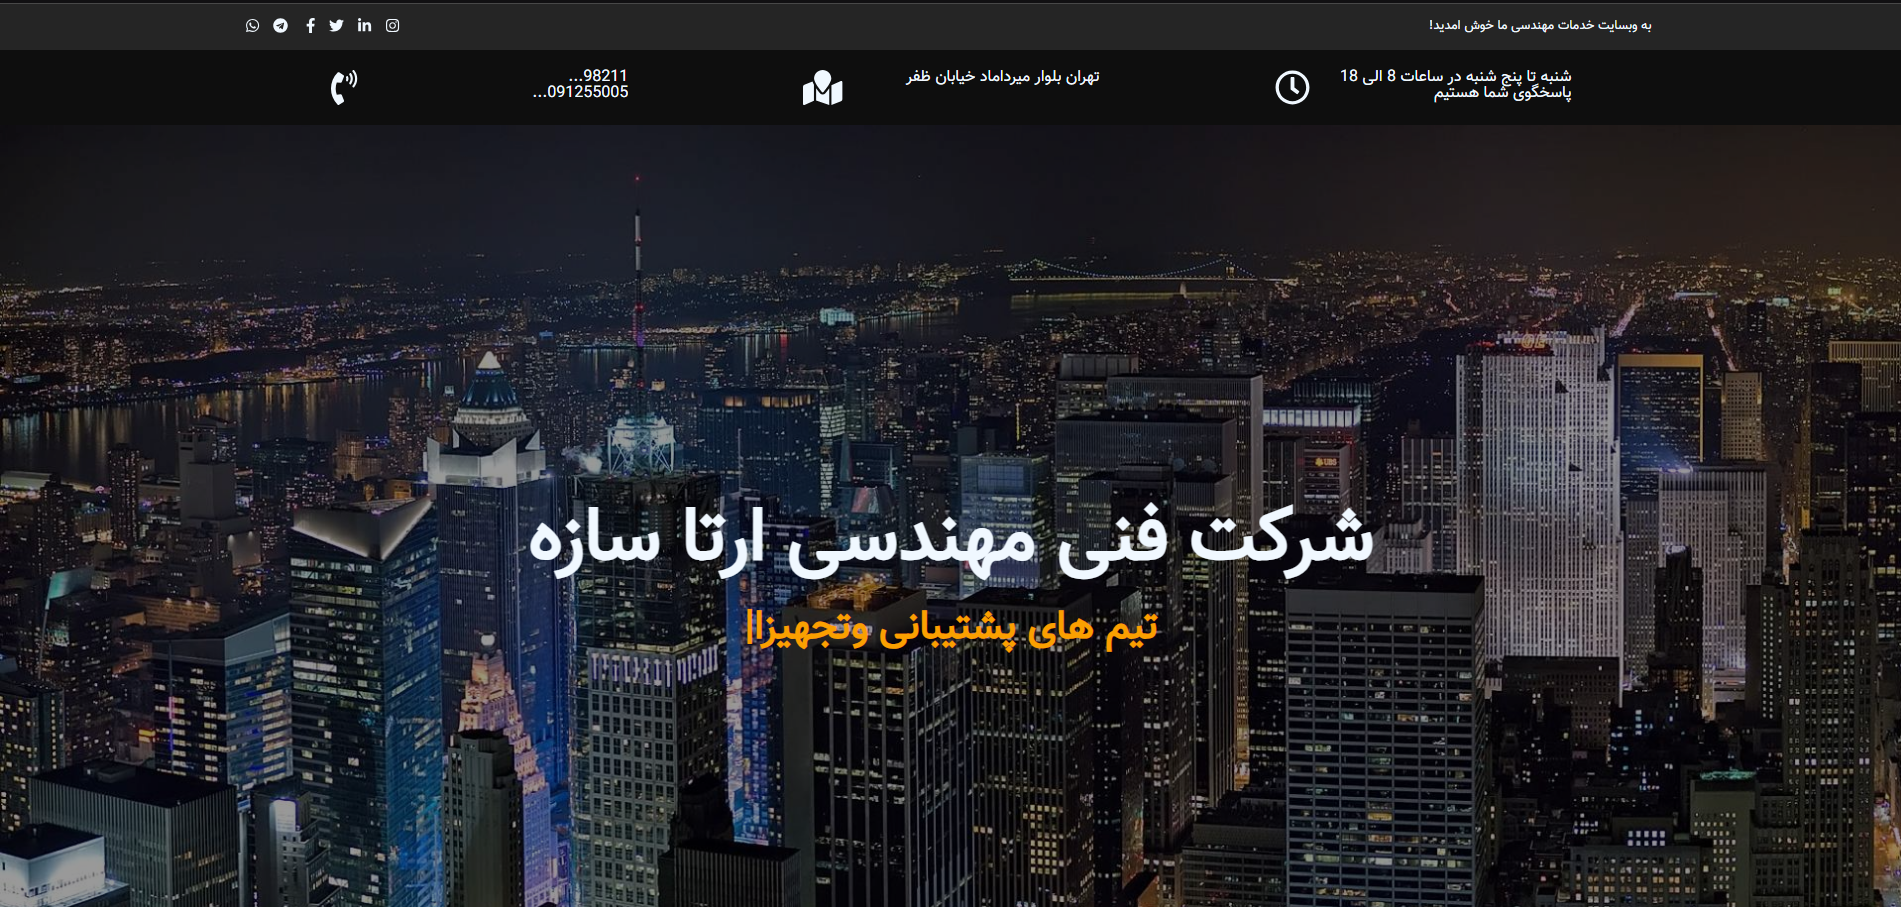 به وبسایت خدمات مهندسی ما خوش امدید!
شنبه تا پنج شنبه در ساعات 8 الی 18
پاسخگوی شما هستیم
تهران بلوار میرداماد خیابان ظفر
98211...
091255005...
UBS
شرکت فنی مهندسی ارتا سازه
تیم های پشتیبانی وتجهیزا|